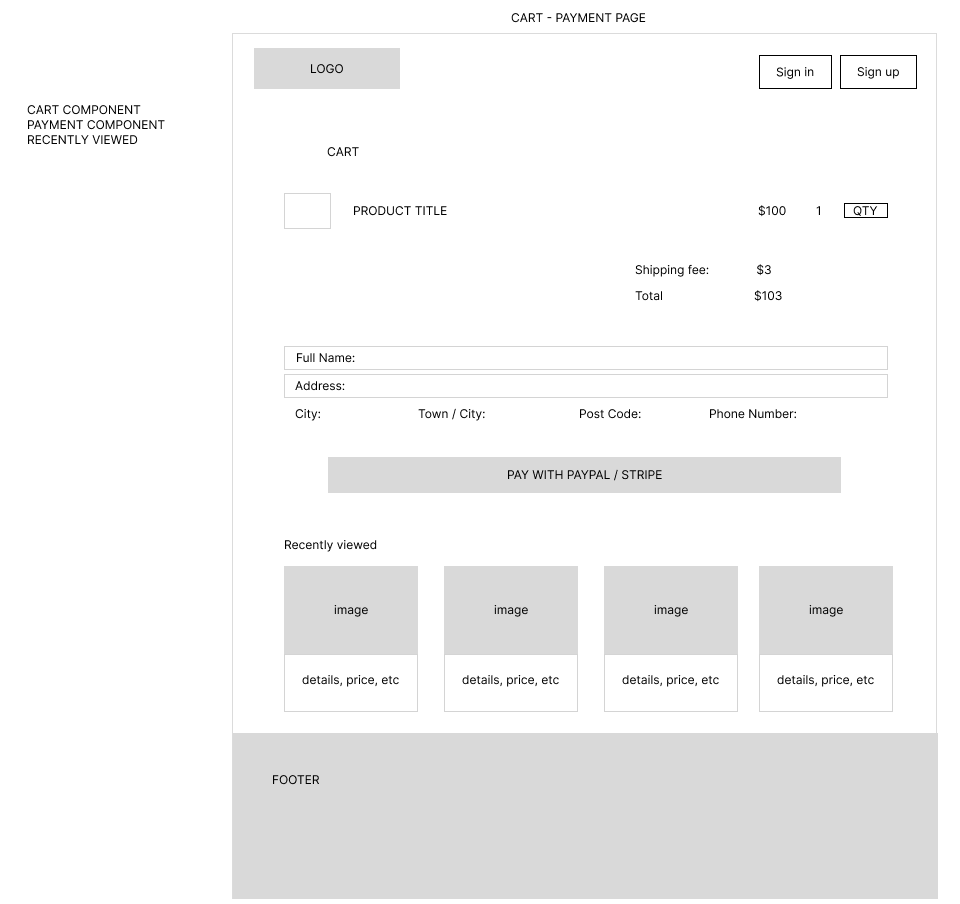 CART - PAYMENT PAGE
LOGO
Sign in
Sign up
CART COMPONENT
PAYMENT COMPONENT
RECENTLY VIEWED
CART
PRODUCT TITLE $100 1 QTY
Shipping fee: $3
Total $103
Full Name:
Address:
City: Town / City: Post Code: Phone Number:
PAY WITH PAYPAL / STRIPE
Recently viewed
image image image image
details, price, etc details, price, etc details, price, etc details, price, etc
FOOTER